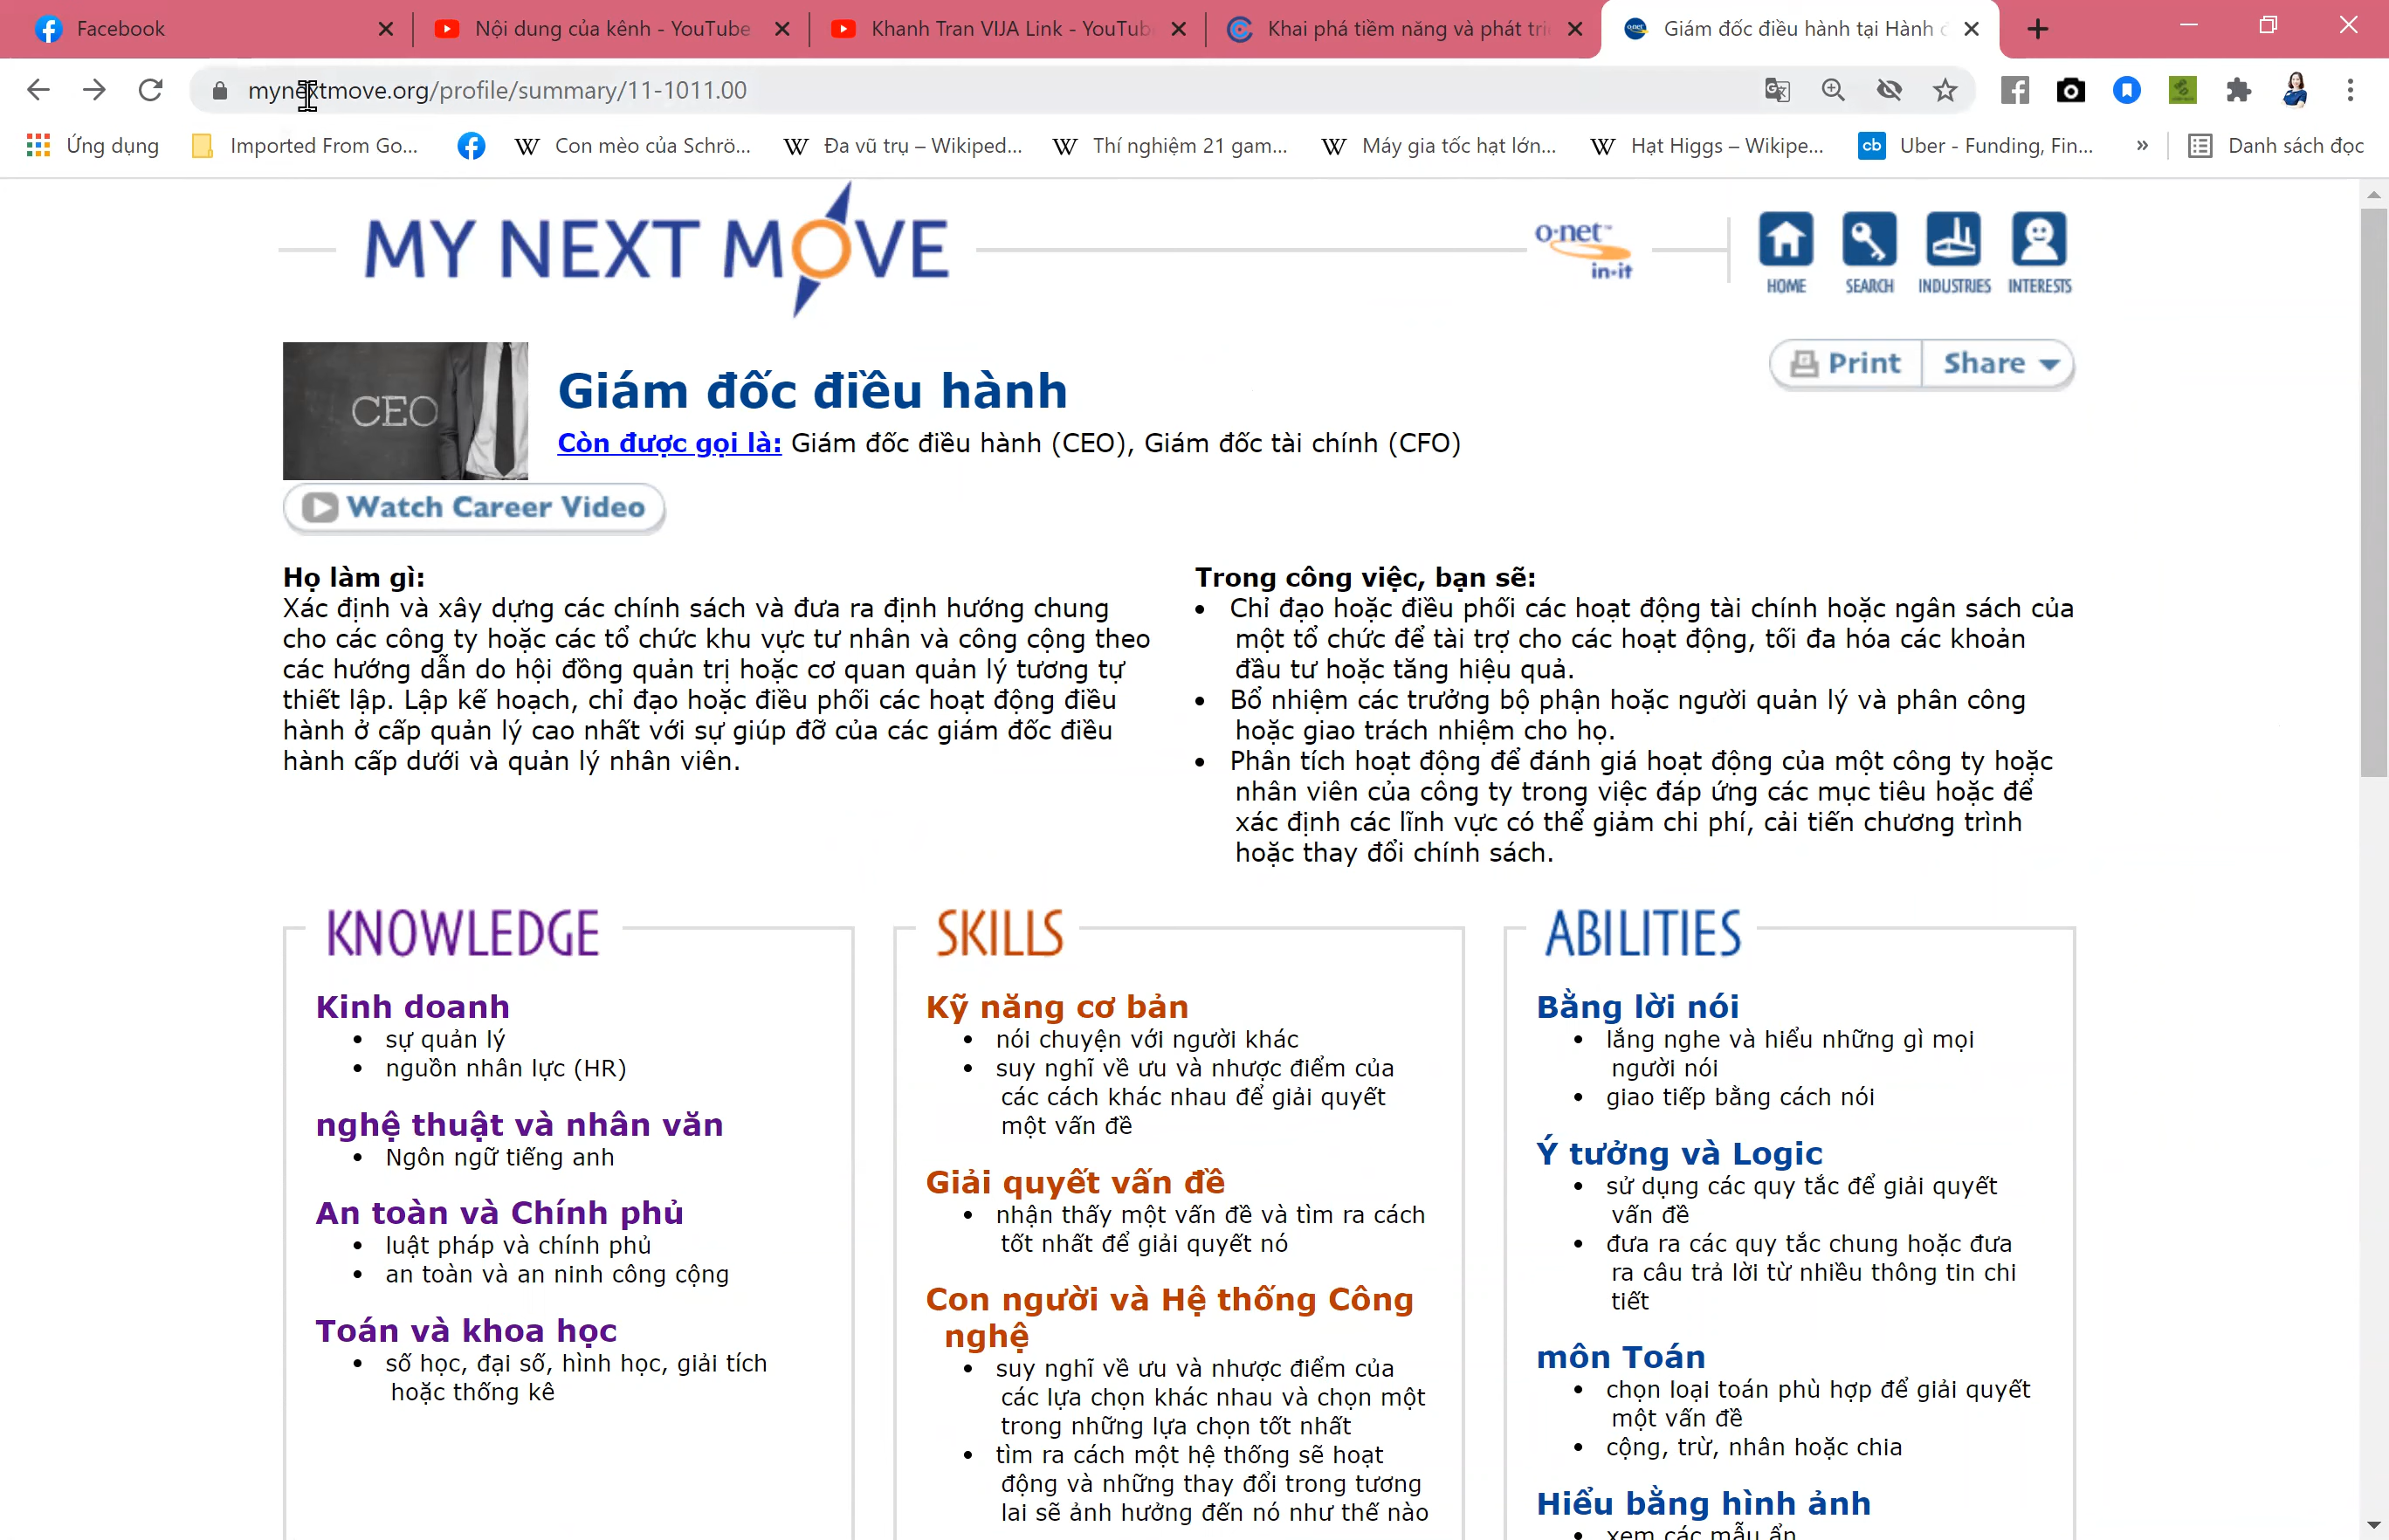 Facebook
Nội dung của kênh - YouTube
Khanh Tran VIJA Link - YouTub
Khai phá tiềm năng và phát tri
Giám đốc điều hành tại Hành
mynextmove.org/profile/summary/11-1011.00
Ứng dụng
Imported From Go...
Con mèo của Schrö...
Đa vũ trụ – Wikiped...
Thí nghiệm 21 gam...
Máy gia tốc hạt lớn...
Hạt Higgs – Wikipe...
cb
Uber - Funding, Fin...
»
Danh sách đọc
MY NEXT MOVE
o·net™
in·it
HOME
SEARCH
INDUSTRIES
INTERESTS
CEO
Giám đốc điều hành
Print
Share
Còn được gọi là: Giám đốc điều hành (CEO), Giám đốc tài chính (CFO)
Watch Career Video
Họ làm gì:
Xác định và xây dựng các chính sách và đưa ra định hướng chung
cho các công ty hoặc các tổ chức khu vực tư nhân và công cộng theo
các hướng dẫn do hội đồng quản trị hoặc cơ quan quản lý tương tự
thiết lập. Lập kế hoạch, chỉ đạo hoặc điều phối các hoạt động điều
hành ở cấp quản lý cao nhất với sự giúp đỡ của các giám đốc điều
hành cấp dưới và quản lý nhân viên.
Trong công việc, bạn sẽ:
• Chỉ đạo hoặc điều phối các hoạt động tài chính hoặc ngân sách của
một tổ chức để tài trợ cho các hoạt động, tối đa hóa các khoản
đầu tư hoặc tăng hiệu quả.
• Bổ nhiệm các trưởng bộ phận hoặc người quản lý và phân công
hoặc giao trách nhiệm cho họ.
• Phân tích hoạt động để đánh giá hoạt động của một công ty hoặc
nhân viên của công ty trong việc đáp ứng các mục tiêu hoặc để
xác định các lĩnh vực có thể giảm chi phí, cải tiến chương trình
hoặc thay đổi chính sách.
KNOWLEDGE
Kinh doanh
• sự quản lý
• nguồn nhân lực (HR)
nghệ thuật và nhân văn
• Ngôn ngữ tiếng anh
An toàn và Chính phủ
• luật pháp và chính phủ
• an toàn và an ninh công cộng
Toán và khoa học
• số học, đại số, hình học, giải tích
hoặc thống kê
SKILLS
Kỹ năng cơ bản
• nói chuyện với người khác
• suy nghĩ về ưu và nhược điểm của
các cách khác nhau để giải quyết
một vấn đề
Giải quyết vấn đề
• nhận thấy một vấn đề và tìm ra cách
tốt nhất để giải quyết nó
Con người và Hệ thống Công
nghệ
• suy nghĩ về ưu và nhược điểm của
các lựa chọn khác nhau và chọn một
trong những lựa chọn tốt nhất
• tìm ra cách một hệ thống sẽ hoạt
động và những thay đổi trong tương
lai sẽ ảnh hưởng đến nó như thế nào
ABILITIES
Bằng lời nói
• lắng nghe và hiểu những gì mọi
người nói
• giao tiếp bằng cách nói
Ý tưởng và Logic
• sử dụng các quy tắc để giải quyết
vấn đề
• đưa ra các quy tắc chung hoặc đưa
ra câu trả lời từ nhiều thông tin chi
tiết
môn Toán
• chọn loại toán phù hợp để giải quyết
một vấn đề
• cộng, trừ, nhân hoặc chia
Hiểu bằng hình ảnh
• xem các mẫu ẩn